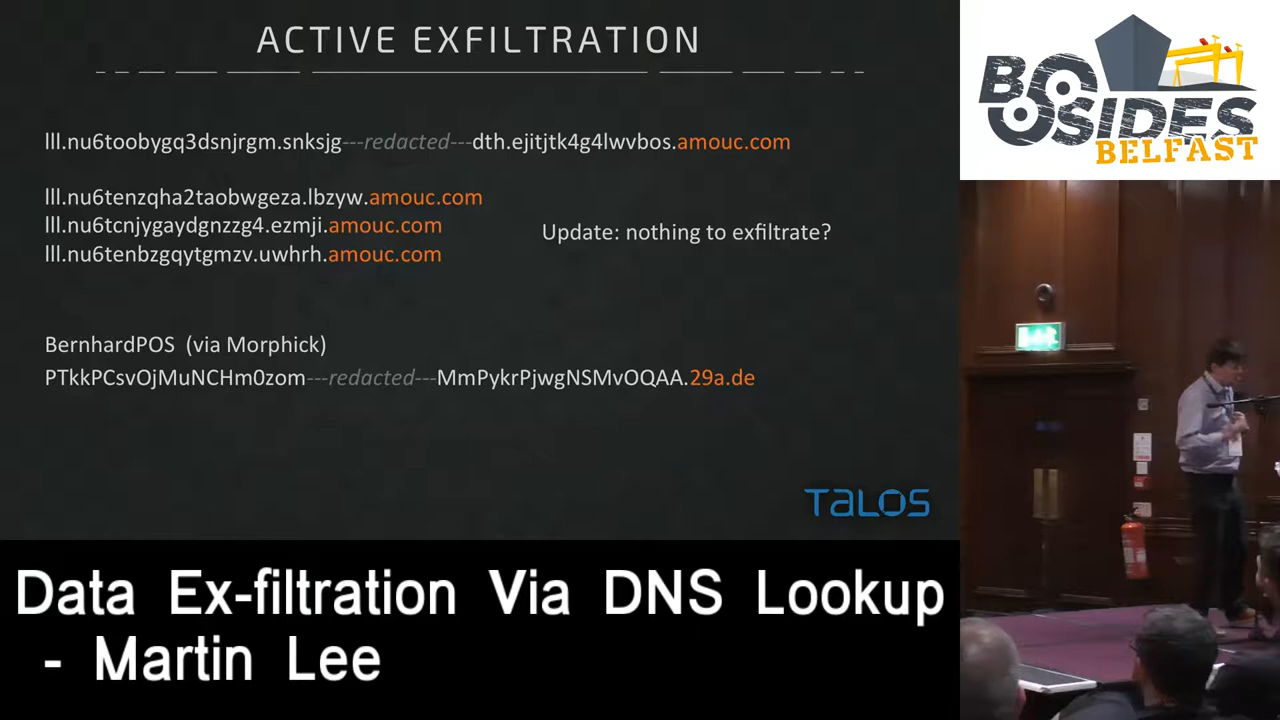 ACTIVE EXFILTRATION
lll.nu6toobygq3dsnjrgm.snksjg---redacted---dth.ejitjtk4g4lwvbos.amouc.com
lll.nu6tenzqha2taobwgeza.lbzyw.amouc.com
lll.nu6tcnjygaydgnzzg4.ezmji.amouc.com
lll.nu6tenbzgqytgmzv.uwhrh.amouc.com
Update: nothing to exfiltrate?
BernhardPOS (via Morphick)
PTkkPCsvOjMuNCHm0zom---redacted---MmPykrPjwgNSMvOQAA.29a.de
TALOS
BSIDES
BELFAST
Data Ex-filtration Via DNS Lookup
- Martin Lee